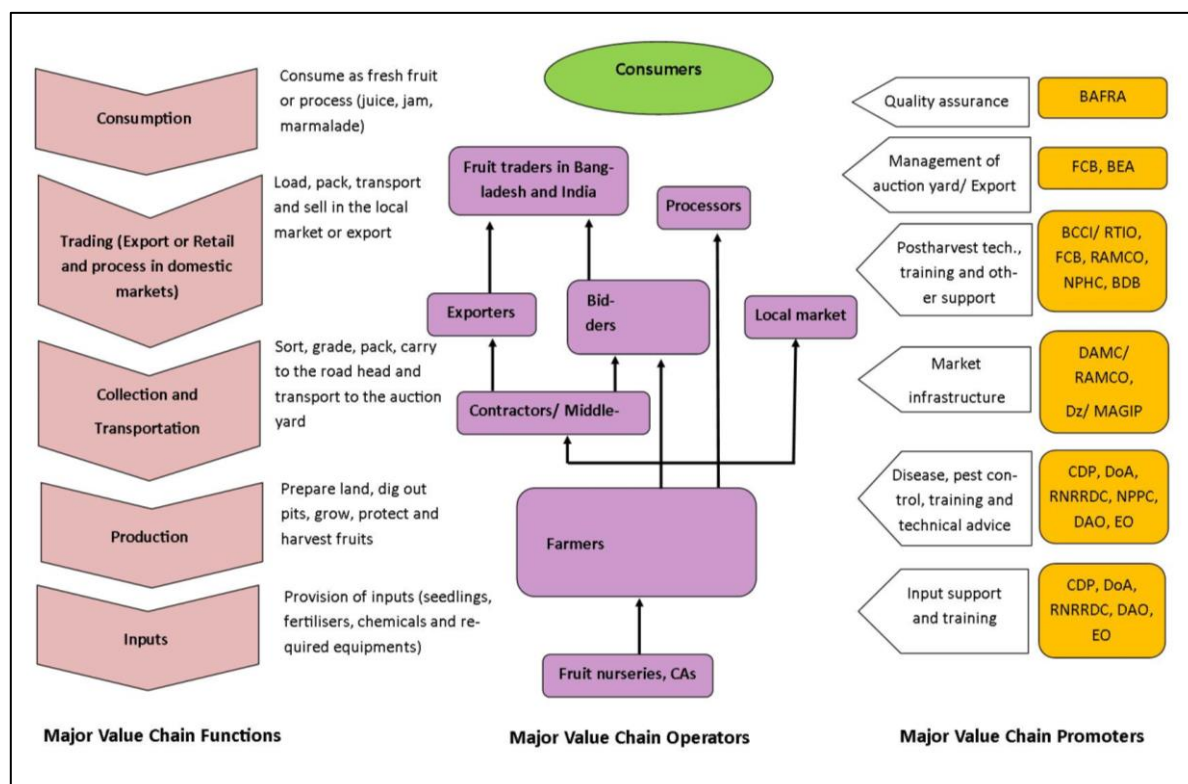 Consumption
Consume as fresh fruit
or process (juice, jam,
marmalade)
Trading (Export or Retail
and process in domestic
markets)
Load, pack, transport
and sell in the local
market or export
Collection and
Transportation
Sort, grade, pack, carry
to the road head and
transport to the auction
yard
Production
Prepare land, dig out
pits, grow, protect and
harvest fruits
Inputs
Provision of inputs (seedlings,
fertilisers, chemicals and re-
quired equipments)
Major Value Chain Functions
Consumers
Fruit traders in Bang-
ladesh and India
Processors
Exporters
Bid-
ders
Local market
Contractors/ Middle-
Farmers
Fruit nurseries, CAs
Major Value Chain Operators
Quality assurance
BAFRA
Management of
auction yard/ Export
FCB, BEA
Postharvest tech.,
training and oth-
er support
BCCI/ RTIO,
FCB, RAMCO,
NPHC, BDB
Market
infrastructure
DAMC/
RAMCO,
Dz/ MAGIP
Disease, pest con-
trol, training and
technical advice
CDP, DoA,
RNRRDC, NPPC,
DAO, EO
Input support
and training
CDP, DoA,
RNRRDC, DAO,
EO
Major Value Chain Promoters